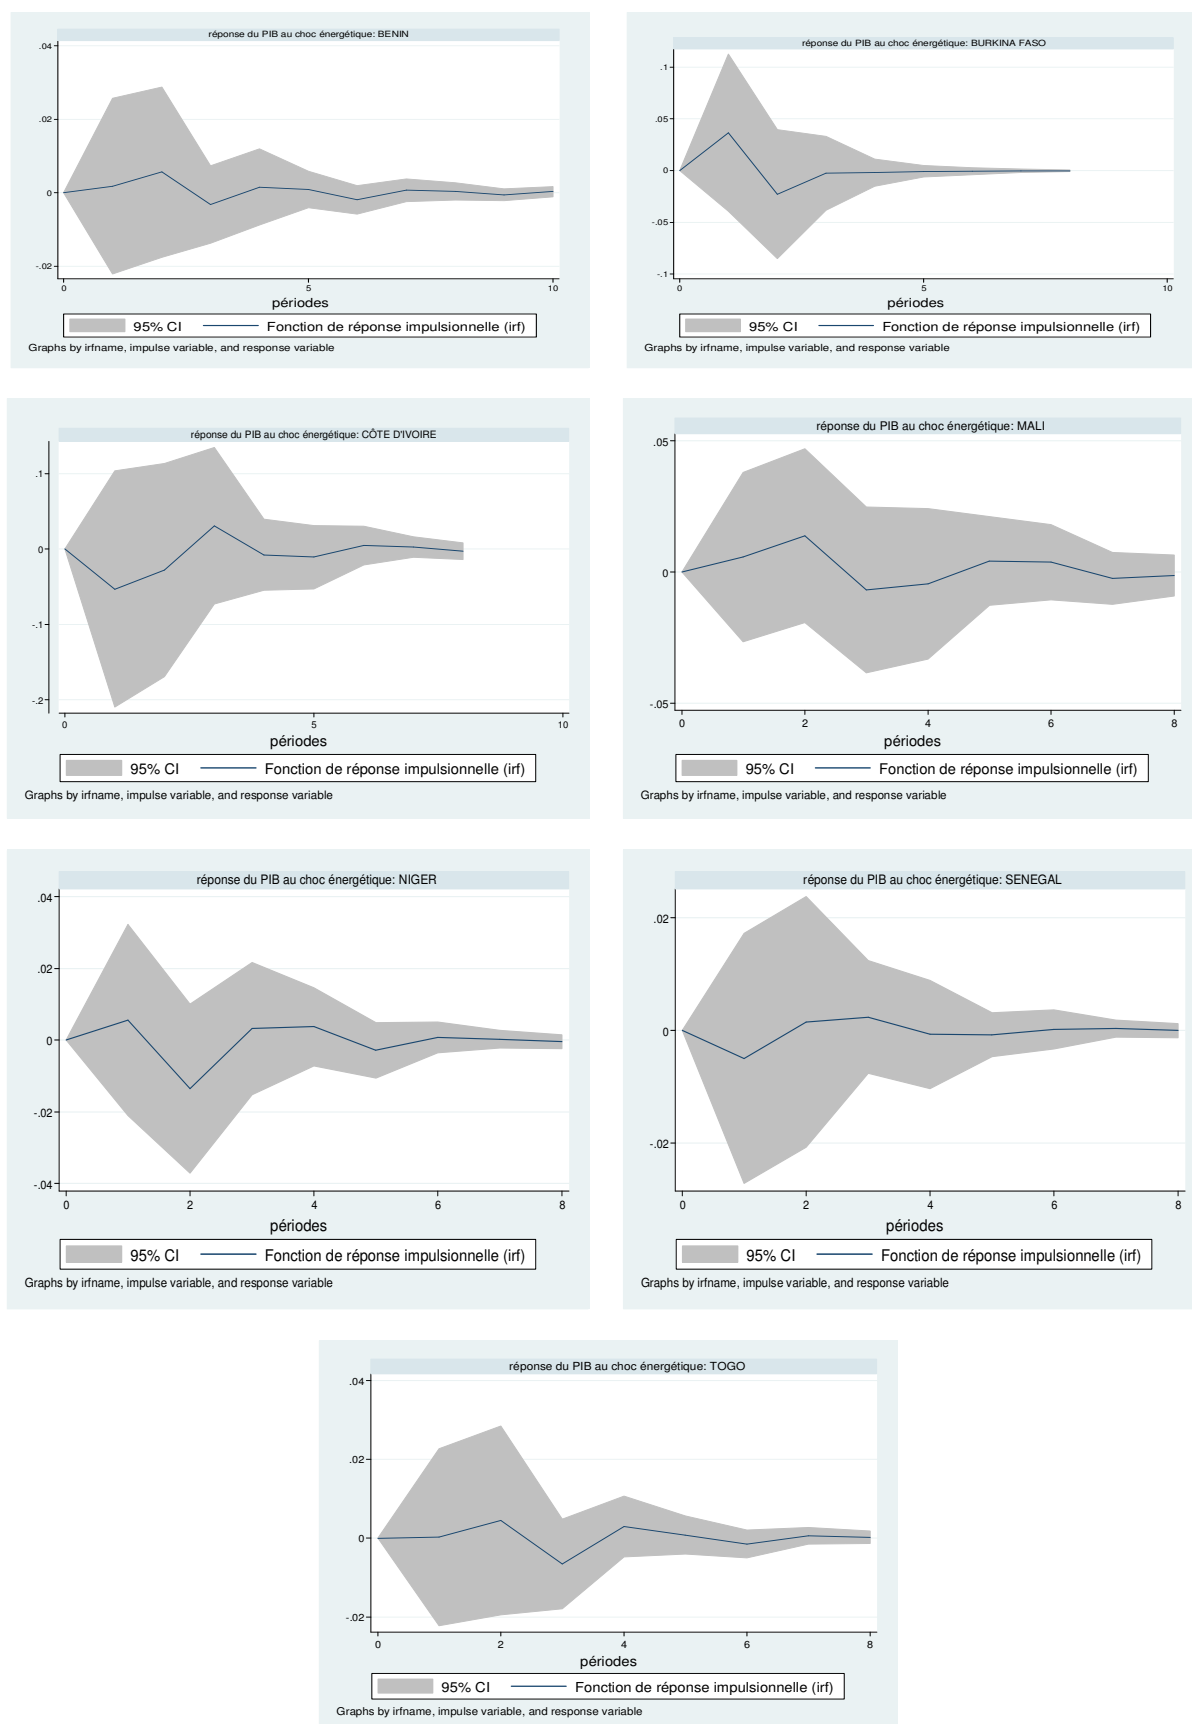 réponse du PIB au choc énergétique: BENIN
.04
.02
0
-.02
0 5 10
périodes
95% CI Fonction de réponse impulsionnelle (irf)
Graphs by irfname, impulse variable, and response variable
réponse du PIB au choc énergétique: BURKINA FASO
.1
.05
0
-.05
-.1
0 5 10
périodes
95% CI Fonction de réponse impulsionnelle (irf)
Graphs by irfname, impulse variable, and response variable
réponse du PIB au choc énergétique: CÔTE D'IVOIRE
.1
0
-.1
-.2
0 5 10
périodes
95% CI Fonction de réponse impulsionnelle (irf)
Graphs by irfname, impulse variable, and response variable
réponse du PIB au choc énergétique: MALI
.05
0
-.05
0 2 4 6 8
périodes
95% CI Fonction de réponse impulsionnelle (irf)
Graphs by irfname, impulse variable, and response variable
réponse du PIB au choc énergétique: NIGER
.04
.02
0
-.02
-.04
0 2 4 6 8
périodes
95% CI Fonction de réponse impulsionnelle (irf)
Graphs by irfname, impulse variable, and response variable
réponse du PIB au choc énergétique: SENEGAL
.02
0
-.02
0 2 4 6 8
périodes
95% CI Fonction de réponse impulsionnelle (irf)
Graphs by irfname, impulse variable, and response variable
réponse du PIB au choc énergétique: TOGO
.04
.02
0
-.02
0 2 4 6 8
périodes
95% CI Fonction de réponse impulsionnelle (irf)
Graphs by irfname, impulse variable, and response variable